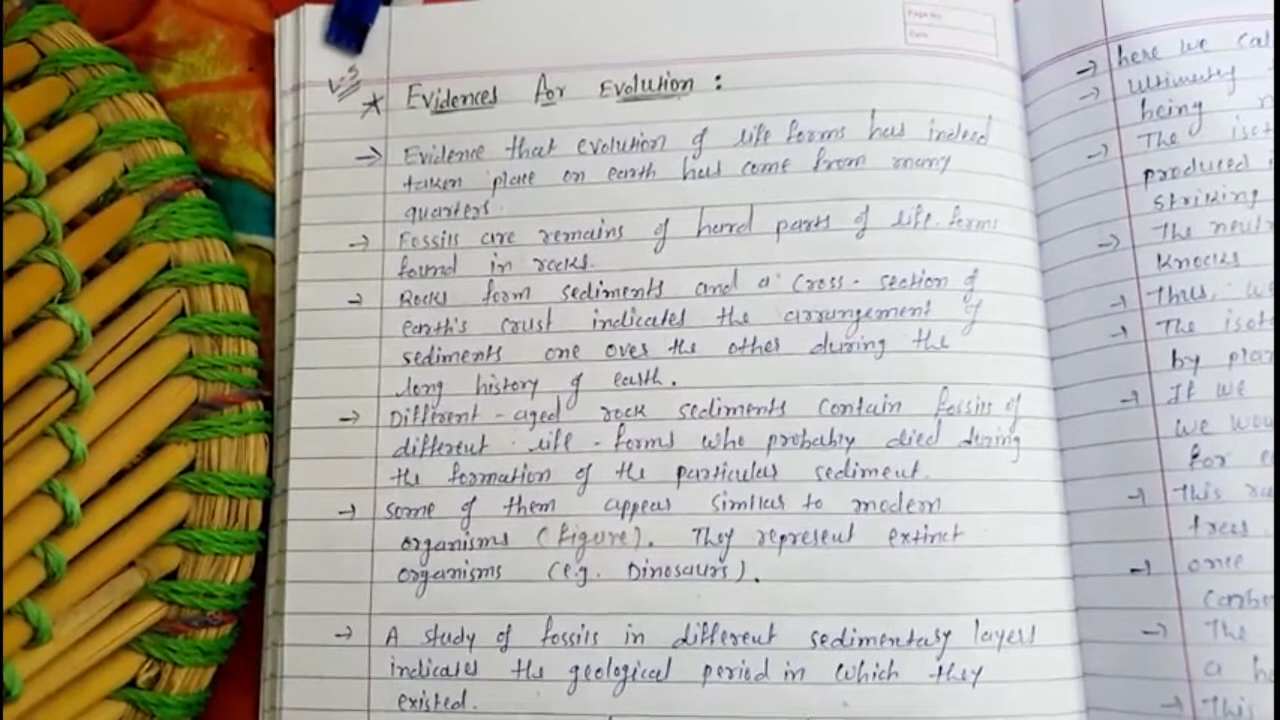 Page No.
Date
L-3
* Evidences For Evolution :
→ Evidence that evolution of life forms has indeed
taken place on earth has come from many
quarters.
→ Fossils are remains of hard parts of life-forms
found in rocks.
→ Rocks form sediments and a cross-section of
earth's crust indicates the arrangement of
sediments one over the other during the
long history of earth.
→ Different-aged rock sediments contain fossils of
different life-forms who probably died during
the formation of the particular sediment.
→ Some of them appear similar to modern
organisms (figure). They represent extinct
organisms (e.g. Dinosaurs).
→ A study of fossils in different sedimentary layers
indicates the geological period in which they
existed.
→ here we
→ Ultimately
being
→ The
produced
striking
→ The
knocks
→ Thus,
→ The
by
→ If we
we
for
→ This
trees
→ once
→ The
a
→ This